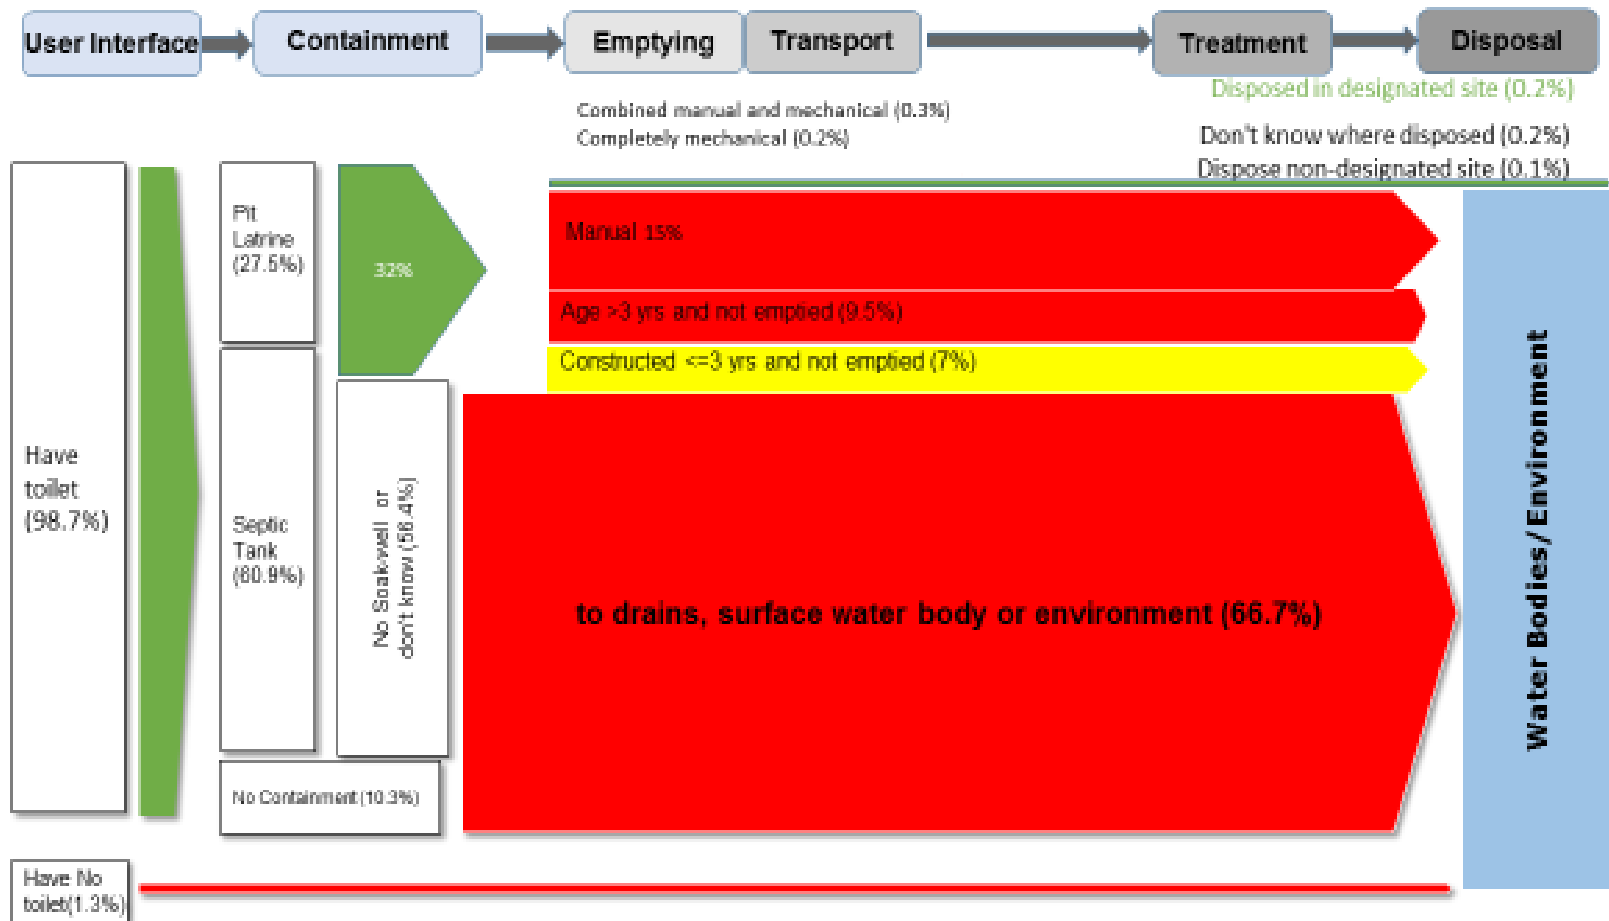 User Interface
Containment
Emptying
Transport
Treatment
Disposal
Disposed in designated site (0.2%)
Combined manual and mechanical (0.3%)
Completely mechanical (0.2%)
Don't know where disposed (0.2%)
Dispose non-designated site (0.1%)
Pit
Latrine
(27.5%)
32%
Manual 15%
Age >3 yrs and not emptied (9.5%)
Constructed <=3 yrs and not emptied (7%)
Have
toilet
(98.7%)
Septic
Tank
(60.9%)
No Soak-well or
don't know (56.4%)
to drains, surface water body or environment (66.7%)
Water Bodies/Environment
No Containment (10.3%)
Have No
toilet(1.3%)